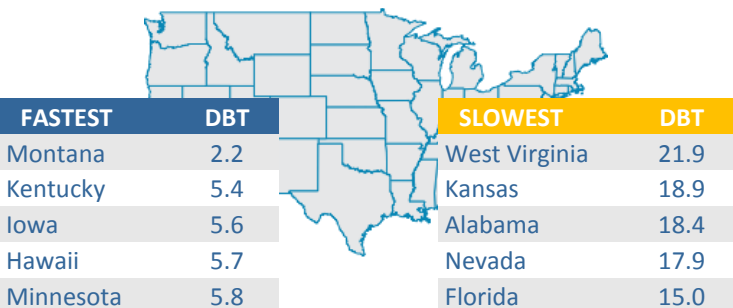 FASTEST DBT
Montana 2.2
Kentucky 5.4
Iowa 5.6
Hawaii 5.7
Minnesota 5.8
SLOWEST DBT
West Virginia 21.9
Kansas 18.9
Alabama 18.4
Nevada 17.9
Florida 15.0